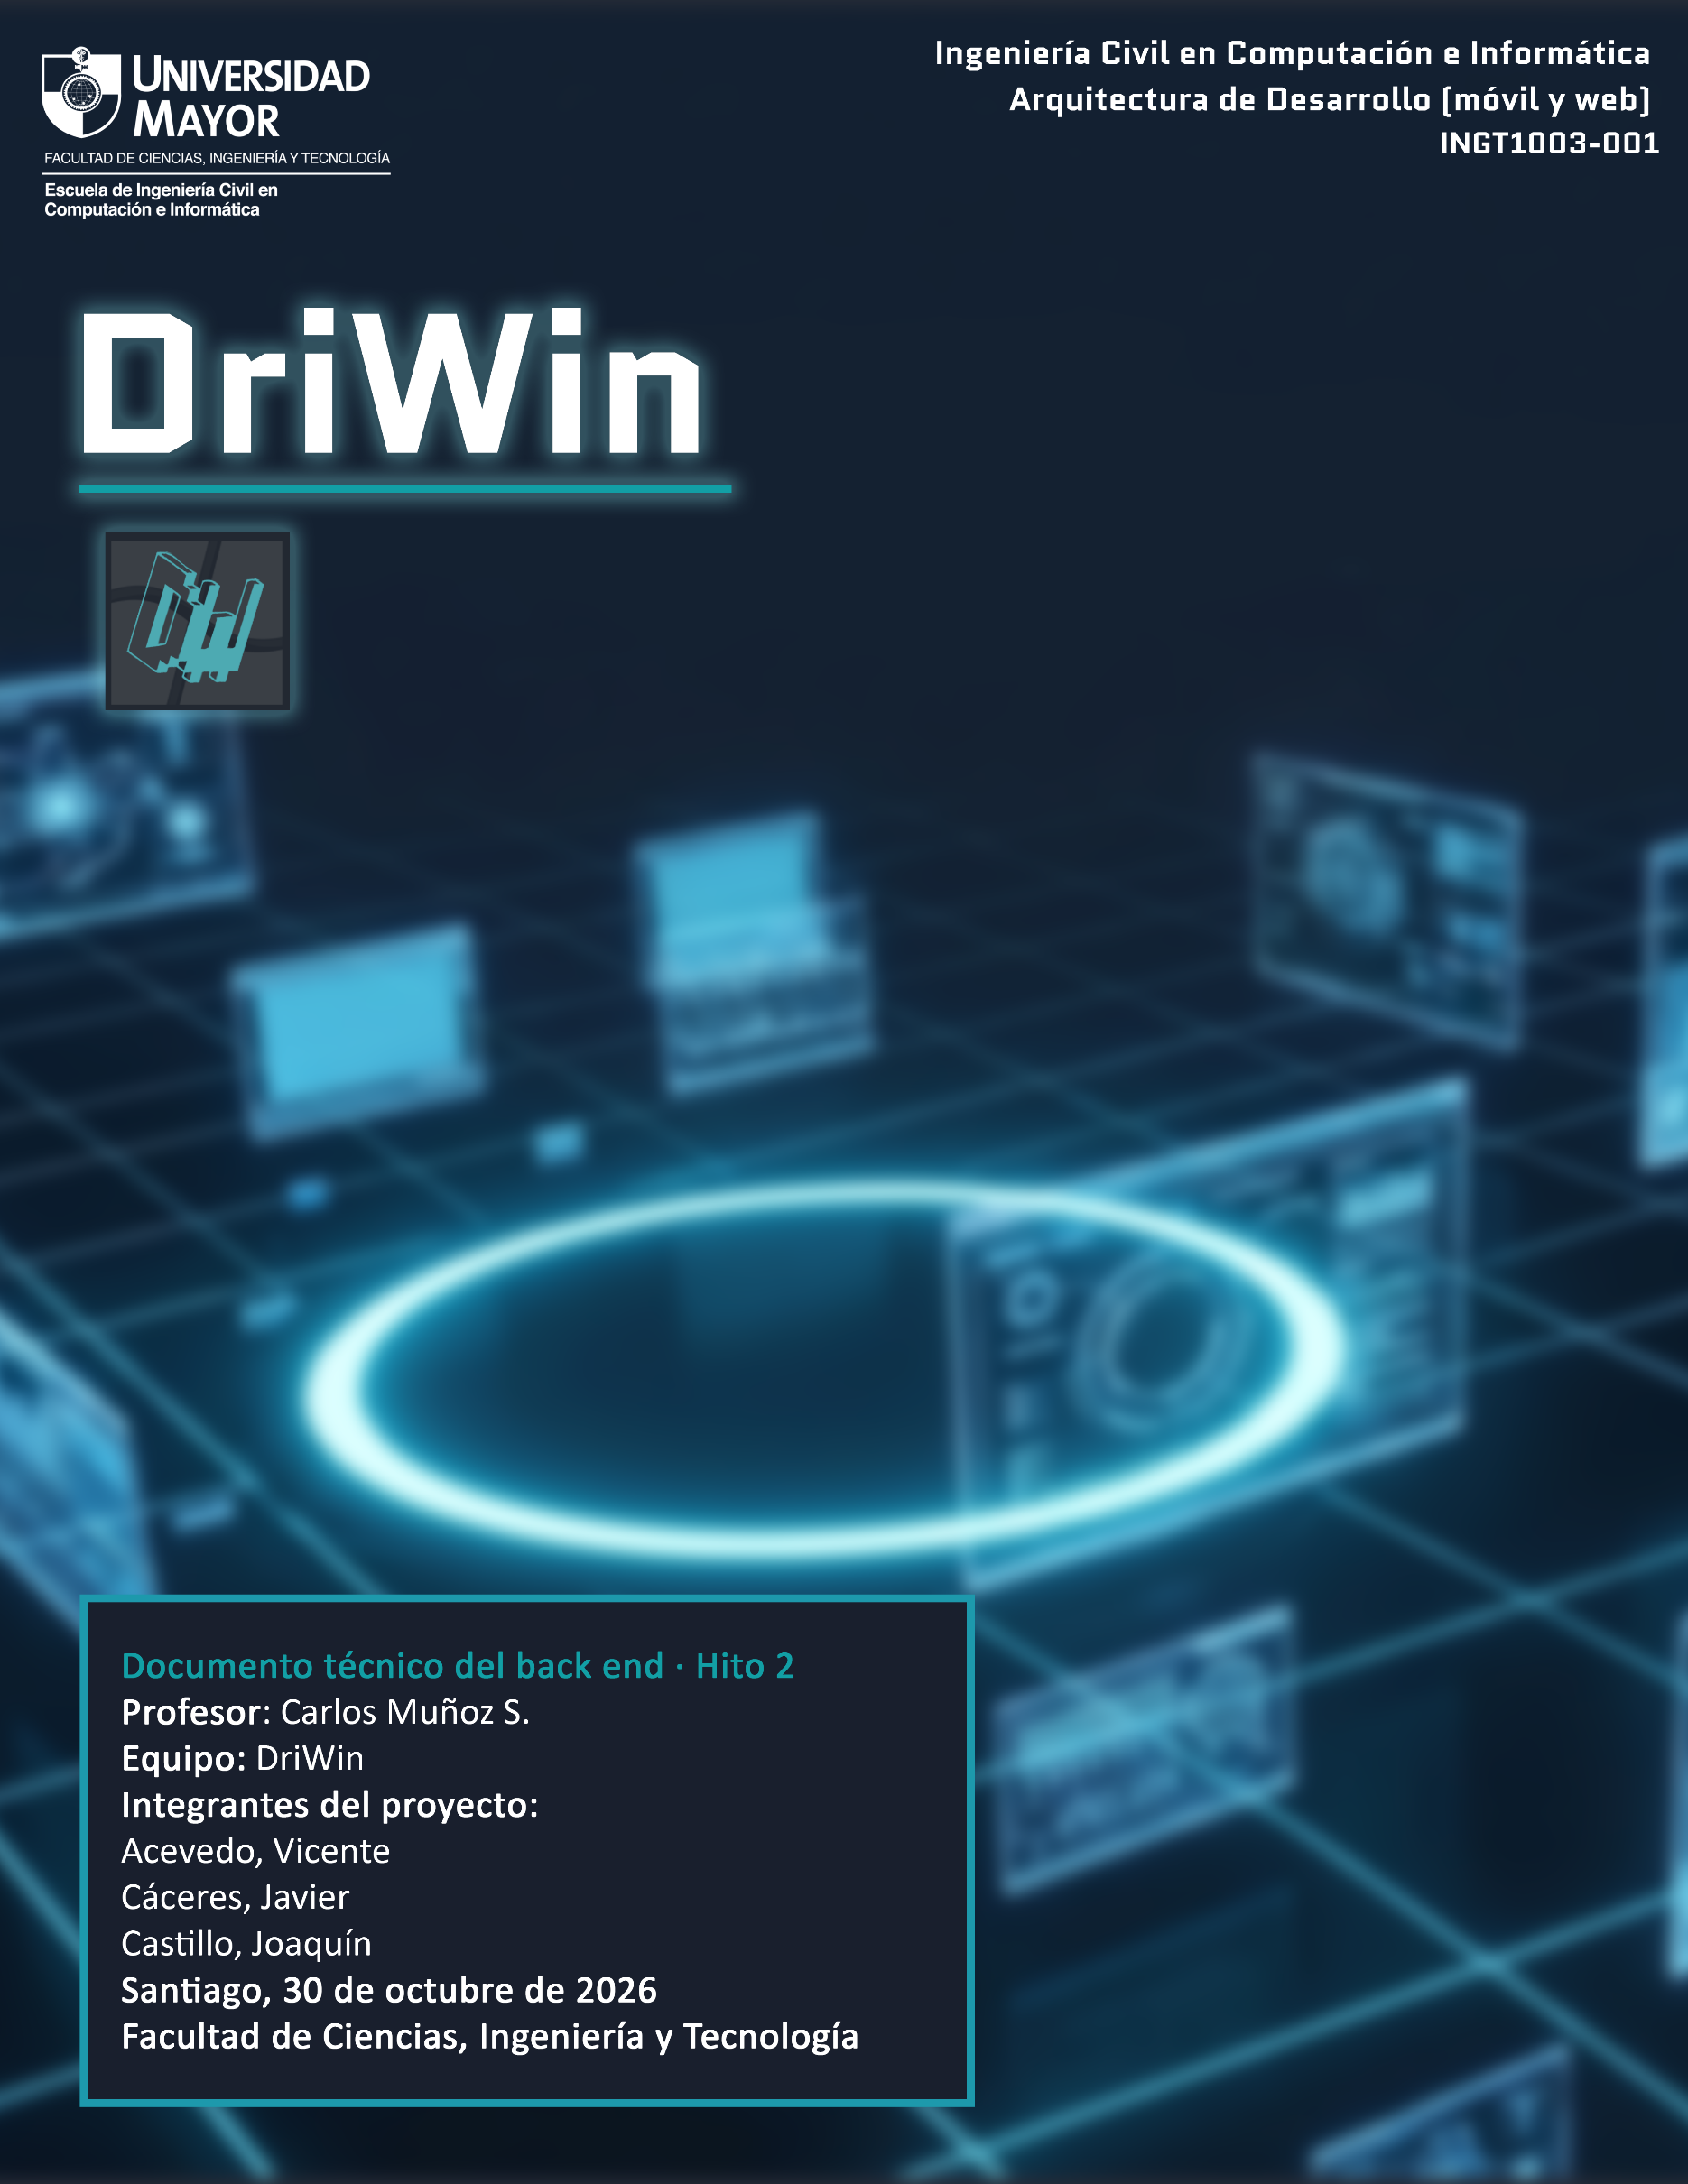 UNIVERSIDAD
MAYOR
FACULTAD DE CIENCIAS, INGENIERÍA Y TECNOLOGÍA
Escuela de Ingeniería Civil en
Computación e Informática
Ingeniería Civil en Computación e Informática
Arquitectura de Desarrollo (móvil y web)
INGT1003-001
DriWin
Documento técnico del back end · Hito 2
Profesor: Carlos Muñoz S.
Equipo: DriWin
Integrantes del proyecto:
Acevedo, Vicente
Cáceres, Javier
Castillo, Joaquín
Santiago, 30 de octubre de 2026
Facultad de Ciencias, Ingeniería y Tecnología